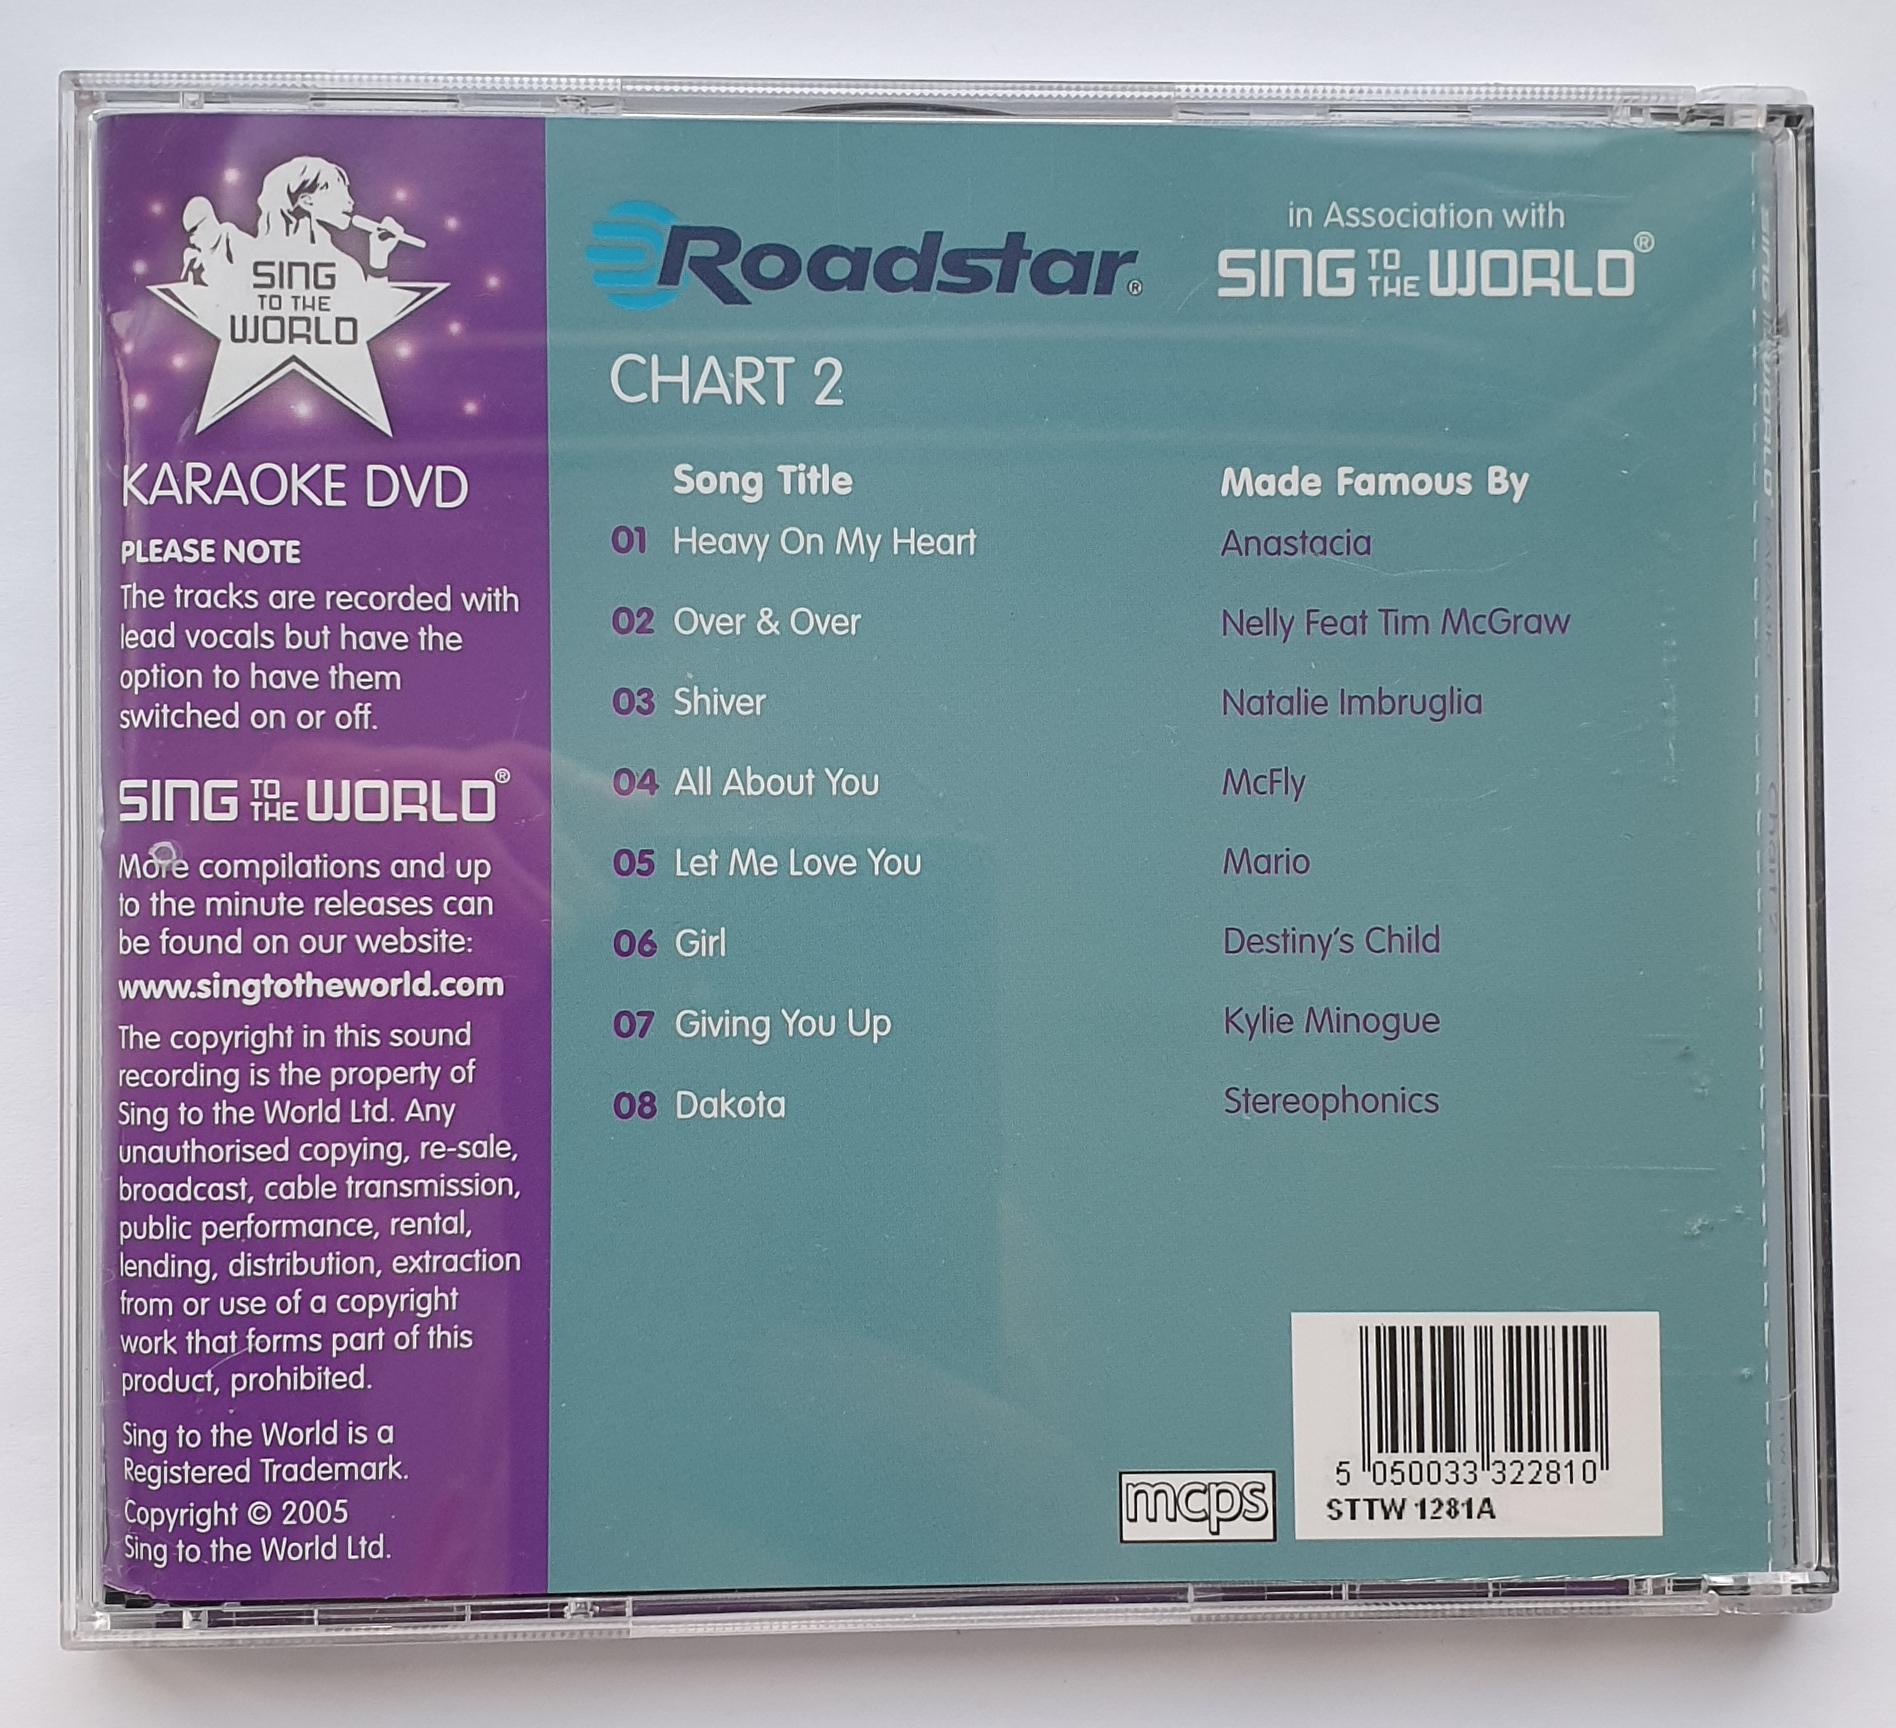 SING
TO THE
WORLD
KARAOKE DVD
PLEASE NOTE
The tracks are recorded with
lead vocals but have the
option to have them
switched on or off.
SING TO THE WORLD®
More compilations and up
to the minute releases can
be found on our website:
www.singtotheworld.com
The copyright in this sound
recording is the property of
Sing to the World Ltd. Any
unauthorised copying, re-sale,
broadcast, cable transmission,
public performance, rental,
lending, distribution, extraction
from or use of a copyright
work that forms part of this
product, prohibited.
Sing to the World is a
Registered Trademark.
Copyright © 2005
Sing to the World Ltd.
Roadstar®
in Association with
SING TO THE WORLD®
CHART 2
Song Title Made Famous By
01 Heavy On My Heart Anastacia
02 Over & Over Nelly Feat Tim McGraw
03 Shiver Natalie Imbruglia
04 All About You McFly
05 Let Me Love You Mario
06 Girl Destiny's Child
07 Giving You Up Kylie Minogue
08 Dakota Stereophonics
mcps
5 050033 322810
STTW 1281A
SING TO THE WORLD
Chart 2